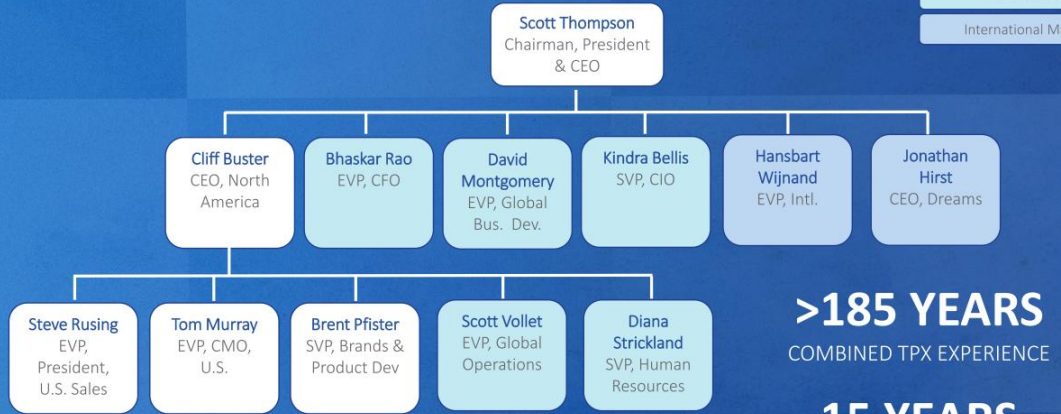 International M
Scott Thompson
Chairman, President
& CEO
Cliff Buster
CEO, North
America
Bhaskar Rao
EVP, CFO
David
Montgomery
EVP, Global
Bus. Dev.
Kindra Bellis
SVP, CIO
Hansbart
Wijnand
EVP, Intl.
Jonathan
Hirst
CEO, Dreams
Steve Rusing
EVP,
President,
U.S. Sales
Tom Murray
EVP, CMO,
U.S.
Brent Pfister
SVP, Brands &
Product Dev
Scott Vollet
EVP, Global
Operations
Diana
Strickland
SVP, Human
Resources
>185 YEARS
COMBINED TPX EXPERIENCE
15 YEARS